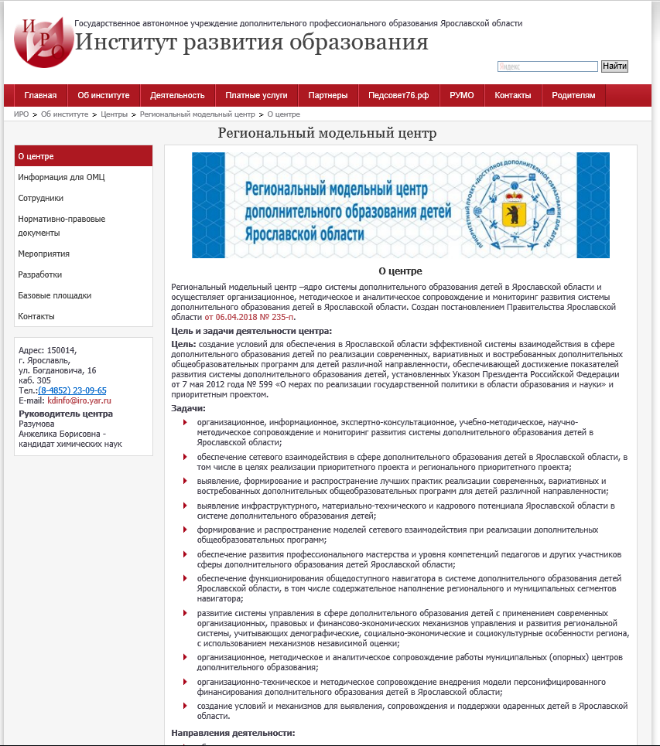 ИРО
Государственное автономное учреждение дополнительного профессионального образования Ярославской области
Институт развития образования
Яндекс
Найти
Главная
Об институте
Деятельность
Платные услуги
Партнеры
Педсовет76.рф
РУМО
Контакты
Родителям
ИРО > Об институте > Центры > Региональный модельный центр > О центре
Региональный модельный центр
О центре
Информация для ОМЦ
Сотрудники
Нормативно-правовые
документы
Мероприятия
Разработки
Базовые площадки
Контакты
Адрес: 150014,
г. Ярославль,
ул. Богдановича, 16
каб. 305
Тел.:(8-4852) 23-09-65
E-mail: kdinfo@iro.yar.ru
Руководитель центра
Разумова
Анжелика Борисовна -
кандидат химических наук
Региональный модельный центр
дополнительного образования детей
Ярославской области
ПРИОРИТЕТНЫЙ ПРОЕКТ «ДОСТУПНОЕ ДОПОЛНИТЕЛЬНОЕ ОБРАЗОВАНИЕ ДЛЯ ДЕТЕЙ»
О центре
Региональный модельный центр –ядро системы дополнительного образования детей в Ярославской области и
осуществляет организационное, методическое и аналитическое сопровождение и мониторинг развития системы
дополнительного образования детей в Ярославской области. Создан постановлением Правительства Ярославской
области от 06.04.2018 № 235-п.
Цель и задачи деятельности центра:
Цель: создание условий для обеспечения в Ярославской области эффективной системы взаимодействия в сфере
дополнительного образования детей по реализации современных, вариативных и востребованных дополнительных
общеобразовательных программ для детей различной направленности, обеспечивающей достижение показателей
развития системы дополнительного образования детей, установленных Указом Президента Российской Федерации
от 7 мая 2012 года № 599 «О мерах по реализации государственной политики в области образования и науки» и
приоритетным проектом.
Задачи:
организационное, информационное, экспертно-консультационное, учебно-методическое, научно-
методическое сопровождение и мониторинг развития системы дополнительного образования детей в
Ярославской области;
обеспечение сетевого взаимодействия в сфере дополнительного образования детей в Ярославской области, в
том числе в целях реализации приоритетного проекта и регионального приоритетного проекта;
выявление, формирование и распространение лучших практик реализации современных, вариативных и
востребованных дополнительных общеобразовательных программ для детей различной направленности;
выявления инфраструктурного, материально-технического и кадрового потенциала Ярославской области в
системе дополнительного образования детей;
формирование и распространение моделей сетевого взаимодействия при реализации дополнительных
общеобразовательных программ;
обеспечение развития профессионального мастерства и уровня компетенций педагогов и других участников
сферы дополнительного образования детей Ярославской области;
обеспечение функционирования общедоступного навигатора в системе дополнительного образования детей
Ярославской области, в том числе содержательное наполнение регионального и муниципальных сегментов
навигатора;
развитие системы управления в сфере дополнительного образования детей с применением современных
организационных, правовых и финансово-экономических механизмов управления и развития региональной
системы, учитывающих демографические, социально-экономические и социокультурные особенности региона,
с использованием механизмов независимой оценки;
организационное, методическое и аналитическое сопровождение работы муниципальных (опорных) центров
дополнительного образования;
организационно-техническое и методическое сопровождение внедрения модели персонифицированного
финансирования дополнительного образования детей в Ярославской области;
создание условий и механизмов для выявления, сопровождения и поддержки одаренных детей в Ярославской
области.
Направления деятельности: